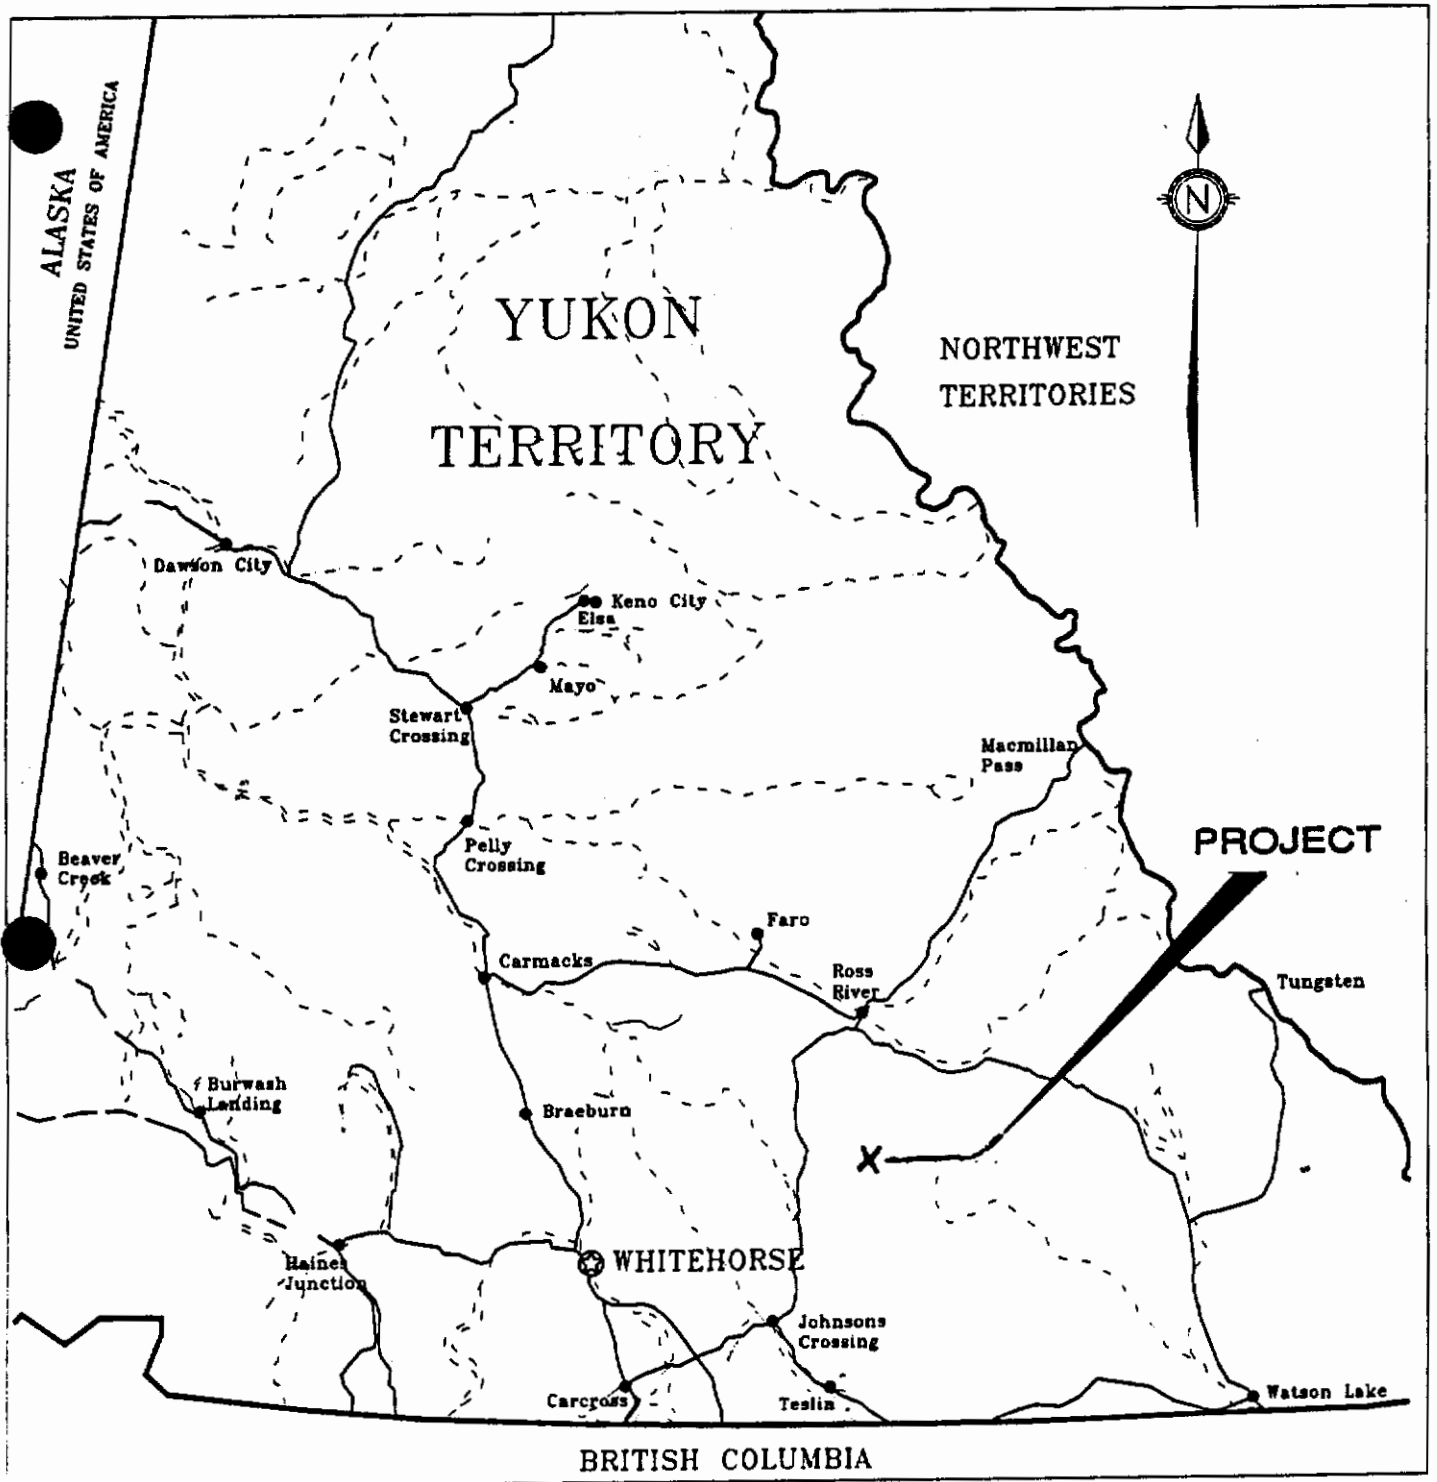 ALASKA
UNITED STATES OF AMERICA
N
YUKON
TERRITORY
NORTHWEST
TERRITORIES
Dawson City
Keno City
Elsa
Mayo
Stewart
Crossing
Macmillan
Pass
PROJECT
Pelly
Crossing
Beaver
Creek
Faro
Carmacks
Ross
River
Tungsten
Burwash
Landing
Braeburn
X
WHITEHORSE
Haines
Junction
Johnsons
Crossing
Carcross
Teslin
Watson Lake
BRITISH COLUMBIA